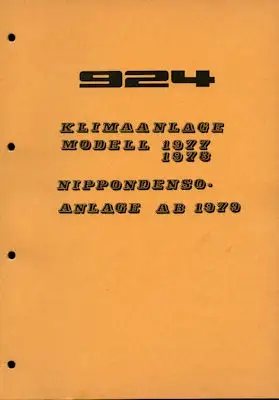 924
KLIMAANLAGE
MODELL 1977
1978
NIPPONDENSO-
ANLAGE AB 1979